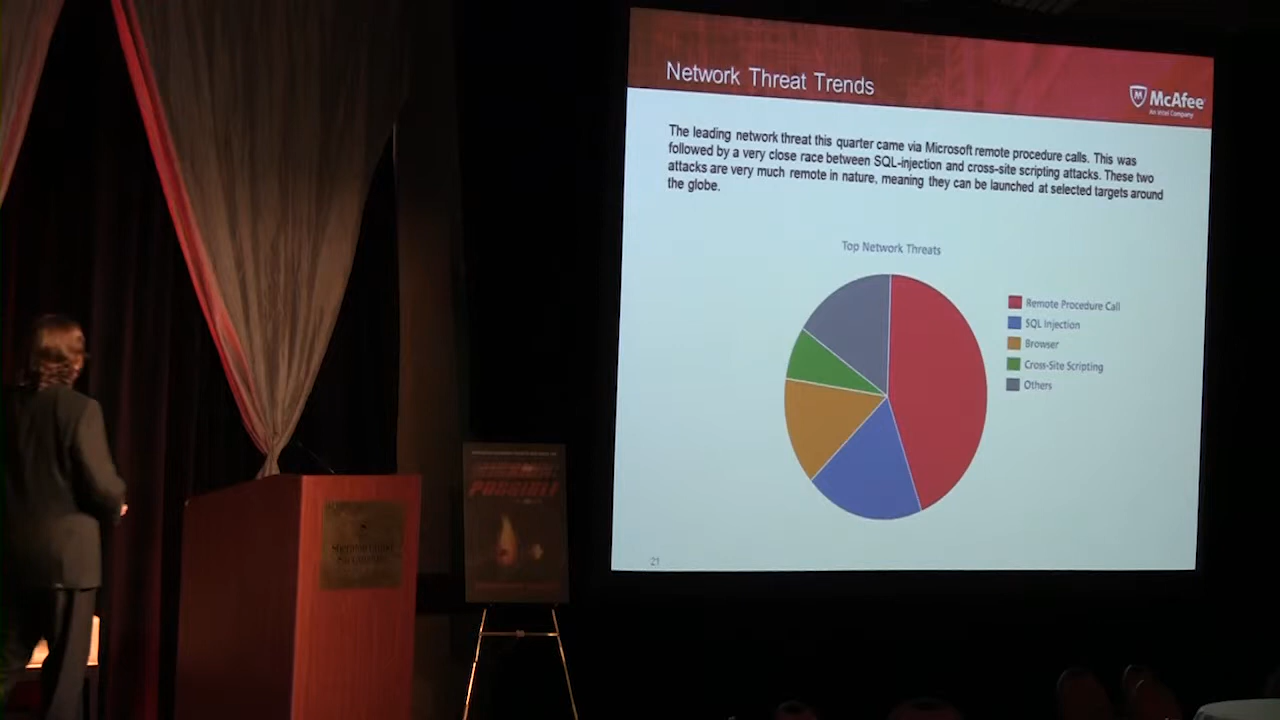 Network Threat Trends
McAfee
An Intel Company
The leading network threat this quarter came via Microsoft remote procedure calls. This was
followed by a very close race between SQL-injection and cross-site scripting attacks. These two
attacks are very much remote in nature, meaning they can be launched at selected targets around
the globe.
Top Network Threats
Remote Procedure Call
SQL Injection
Browser
Cross-Site Scripting
Others
21
POSSIBLE